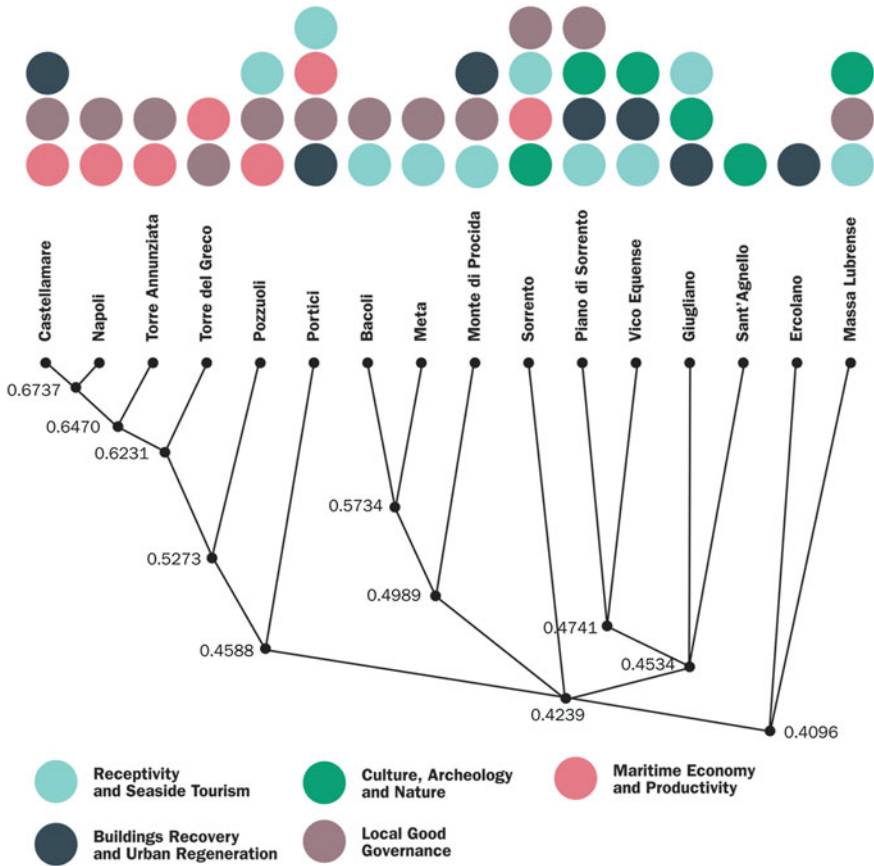 Castellamare
Napoli
Torre Annunziata
Torre del Greco
Pozzuoli
Portici
Bacoli
Meta
Monte di Procida
Sorrento
Piano di Sorrento
Vico Equense
Giugliano
Sant'Agnello
Ercolano
Massa Lubrense
0.6737
0.6470
0.6231
0.5734
0.5273
0.4989
0.4741
0.4588
0.4534
0.4239
0.4096
Receptivity
and Seaside Tourism
Culture, Archeology
and Nature
Maritime Economy
and Productivity
Buildings Recovery
and Urban Regeneration
Local Good
Governance